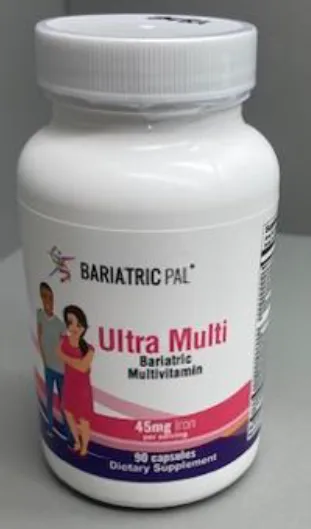 BARIATRIC PAL®
Ultra Multi
Bariatric
Multivitamin
45mg Iron
per serving
90 capsules
Dietary Supplement